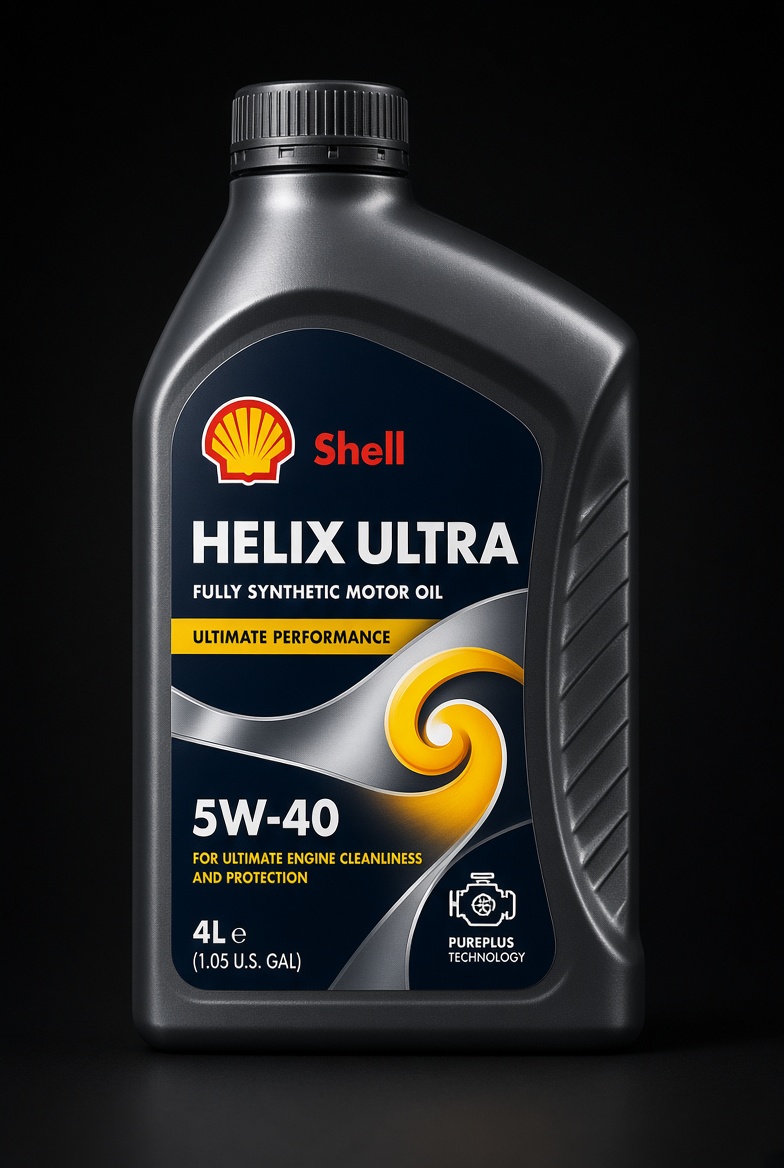 Shell
HELIX ULTRA
FULLY SYNTHETIC MOTOR OIL
ULTIMATE PERFORMANCE
5W-40
FOR ULTIMATE ENGINE CLEANLINESS
AND PROTECTION
4L e
(1.05 U.S. GAL)
PUREPLUS
TECHNOLOGY